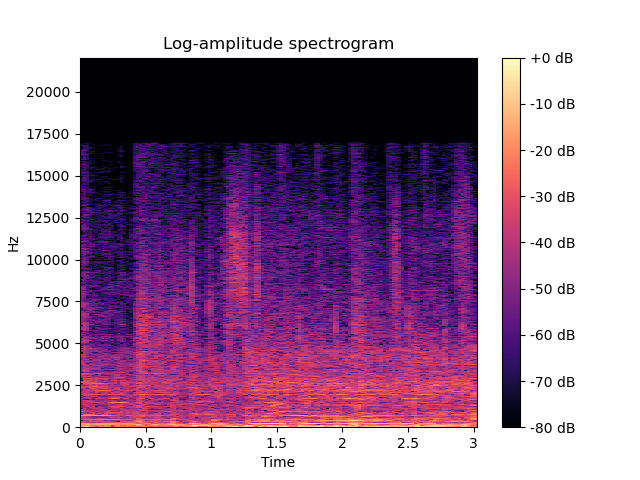 Log-amplitude spectrogram
Hz
20000
17500
15000
12500
10000
7500
5000
2500
0
0 0.5 1 1.5 2 2.5 3
Time
+0 dB
-10 dB
-20 dB
-30 dB
-40 dB
-50 dB
-60 dB
-70 dB
-80 dB